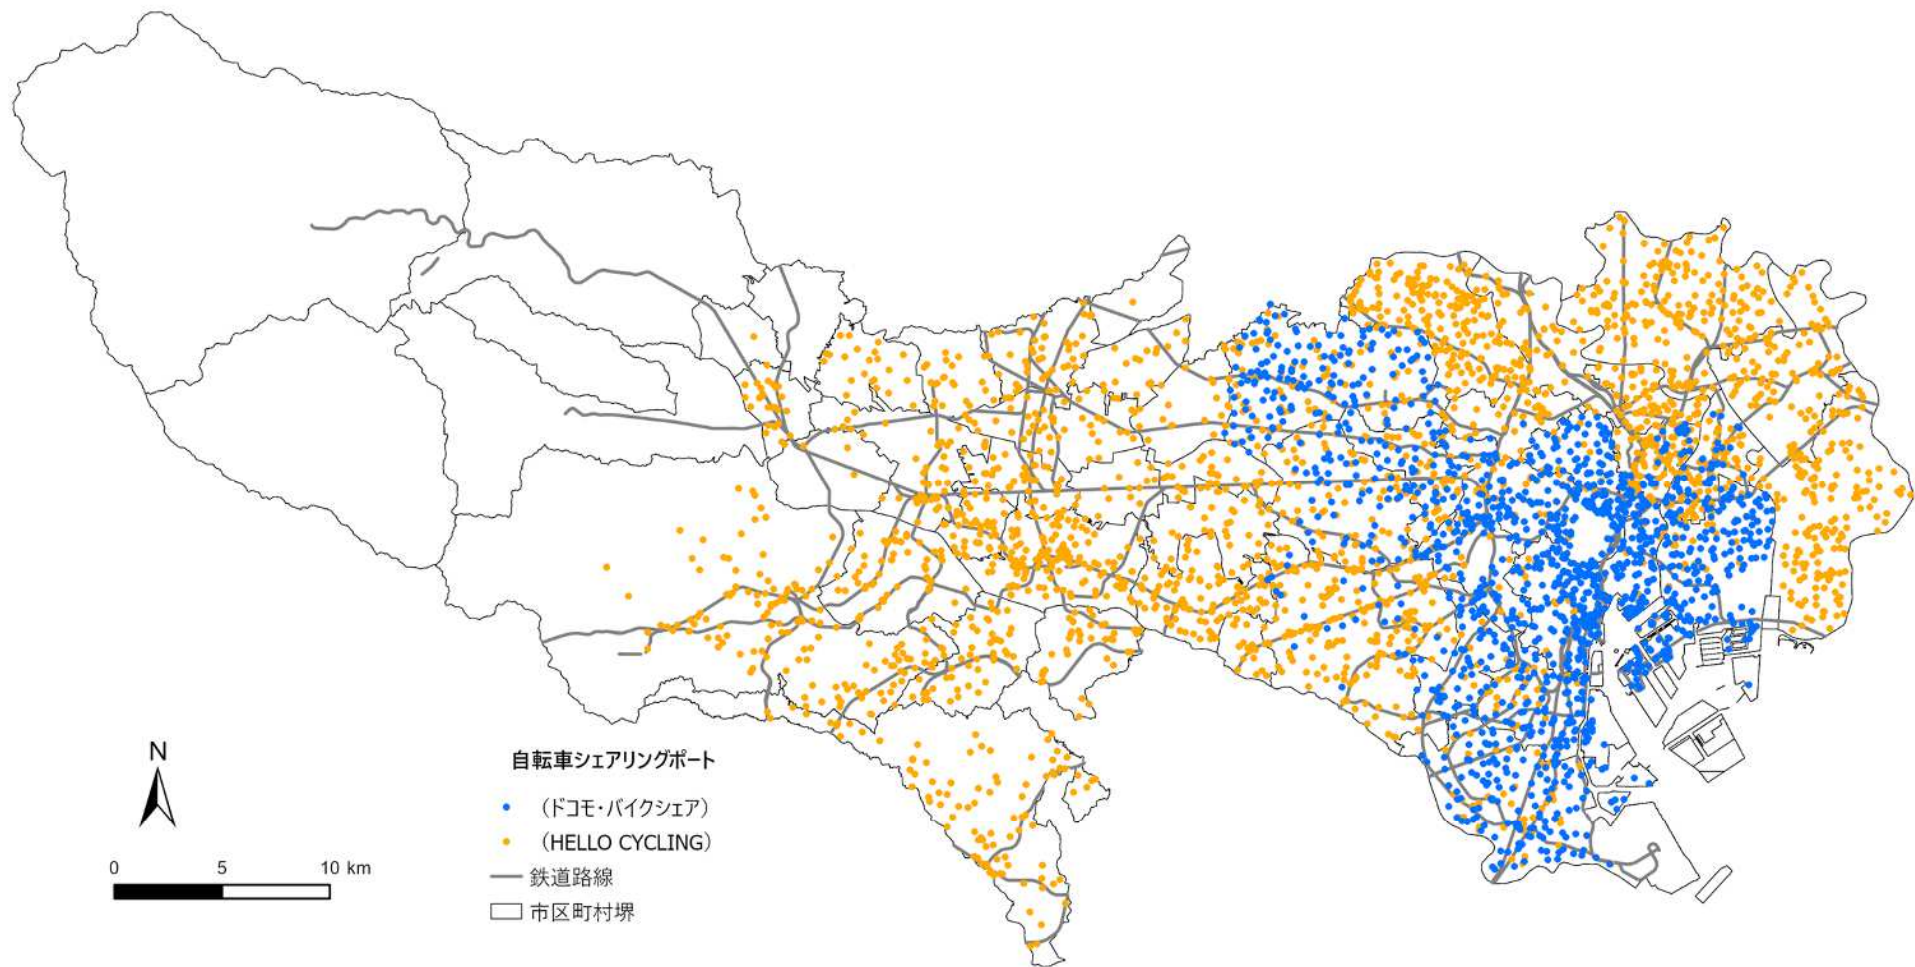 N
0 5 10 km
自転車シェアリングポート
（ドコモ・バイクシェア）
（HELLO CYCLING）
鉄道路線
市区町村堺